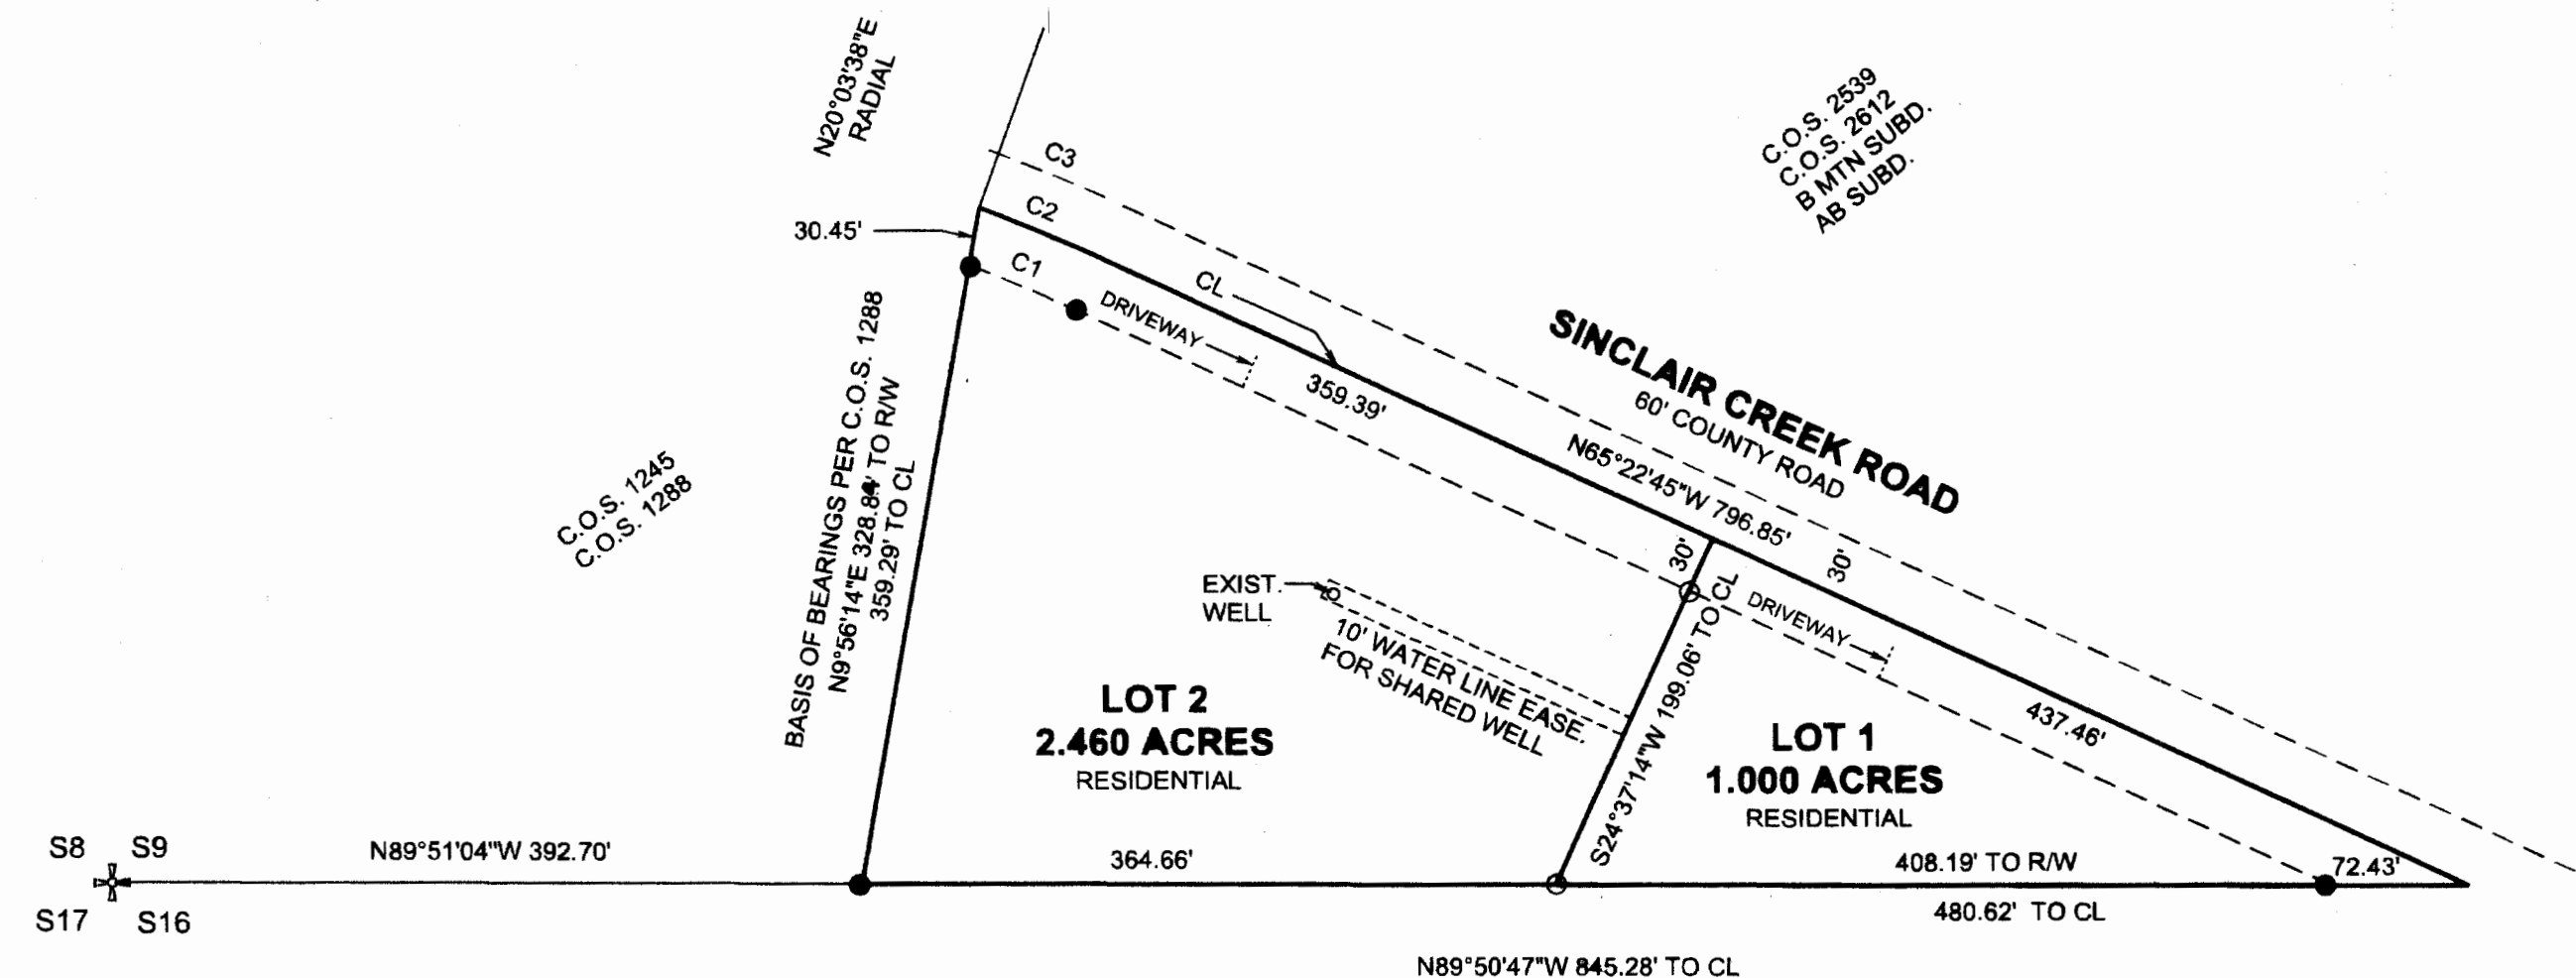 N20°03'38"E
RADIAL
C.O.S. 2539
C.O.S. 2612
B MTN SUBD.
AB SUBD.
C3
C2
30.45'
C1
CL
DRIVEWAY
359.39'
SINCLAIR CREEK ROAD
60' COUNTY ROAD
N65°22'45"W 796.85'
BASIS OF BEARINGS PER C.O.S. 1288
N9°56'14"E 328.84' TO R/W
359.29' TO CL
C.O.S. 1245
C.O.S. 1288
30'
30'
EXIST.
WELL
10' WATER LINE EASE.
FOR SHARED WELL
S24°37'14"W 199.06' TO CL
DRIVEWAY
LOT 2
2.460 ACRES
RESIDENTIAL
LOT 1
1.000 ACRES
RESIDENTIAL
437.46'
S8 S9
N89°51'04"W 392.70'
364.66'
408.19' TO R/W
72.43'
S17 S16
480.62' TO CL
N89°50'47"W 845.28' TO CL